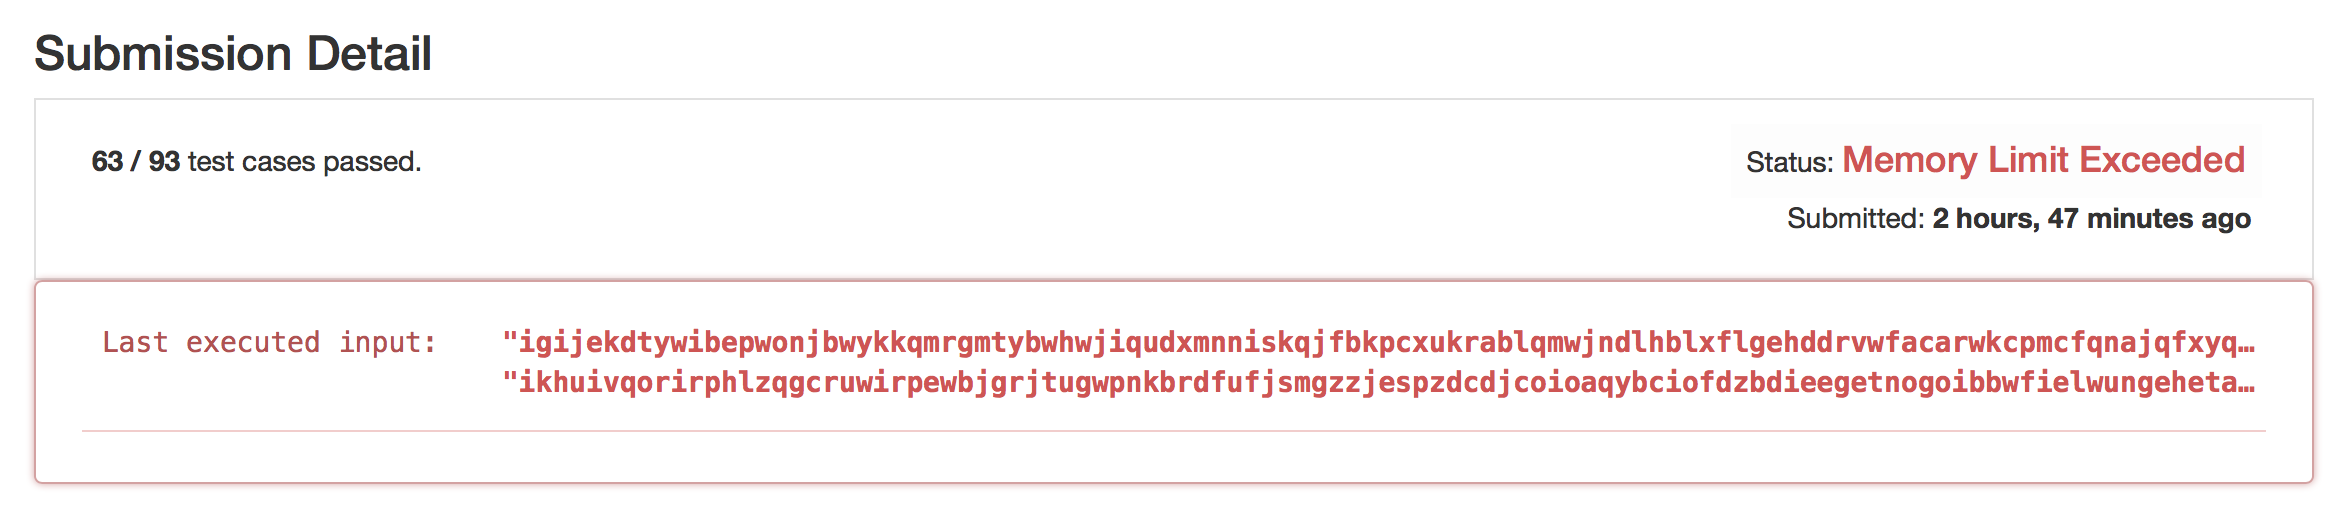 Submission Detail
63 / 93 test cases passed.
Status: Memory Limit Exceeded
Submitted: 2 hours, 47 minutes ago
Last executed input: "igijekdtywibepwonjbwykkqmrgmtybwhwjiqudxmnniskqjfbkpcxukrablqmwjndlhblxflgehddrvwfacarwkcpmcfqnajqfxyq…
"ikhuivqorirphlzqgcruwirpewbjgrjtugwpnkbrdfufjsmgzzjespzdcdjcoioaqybciofdzbdieegetnogoibbwfielwungeheta…